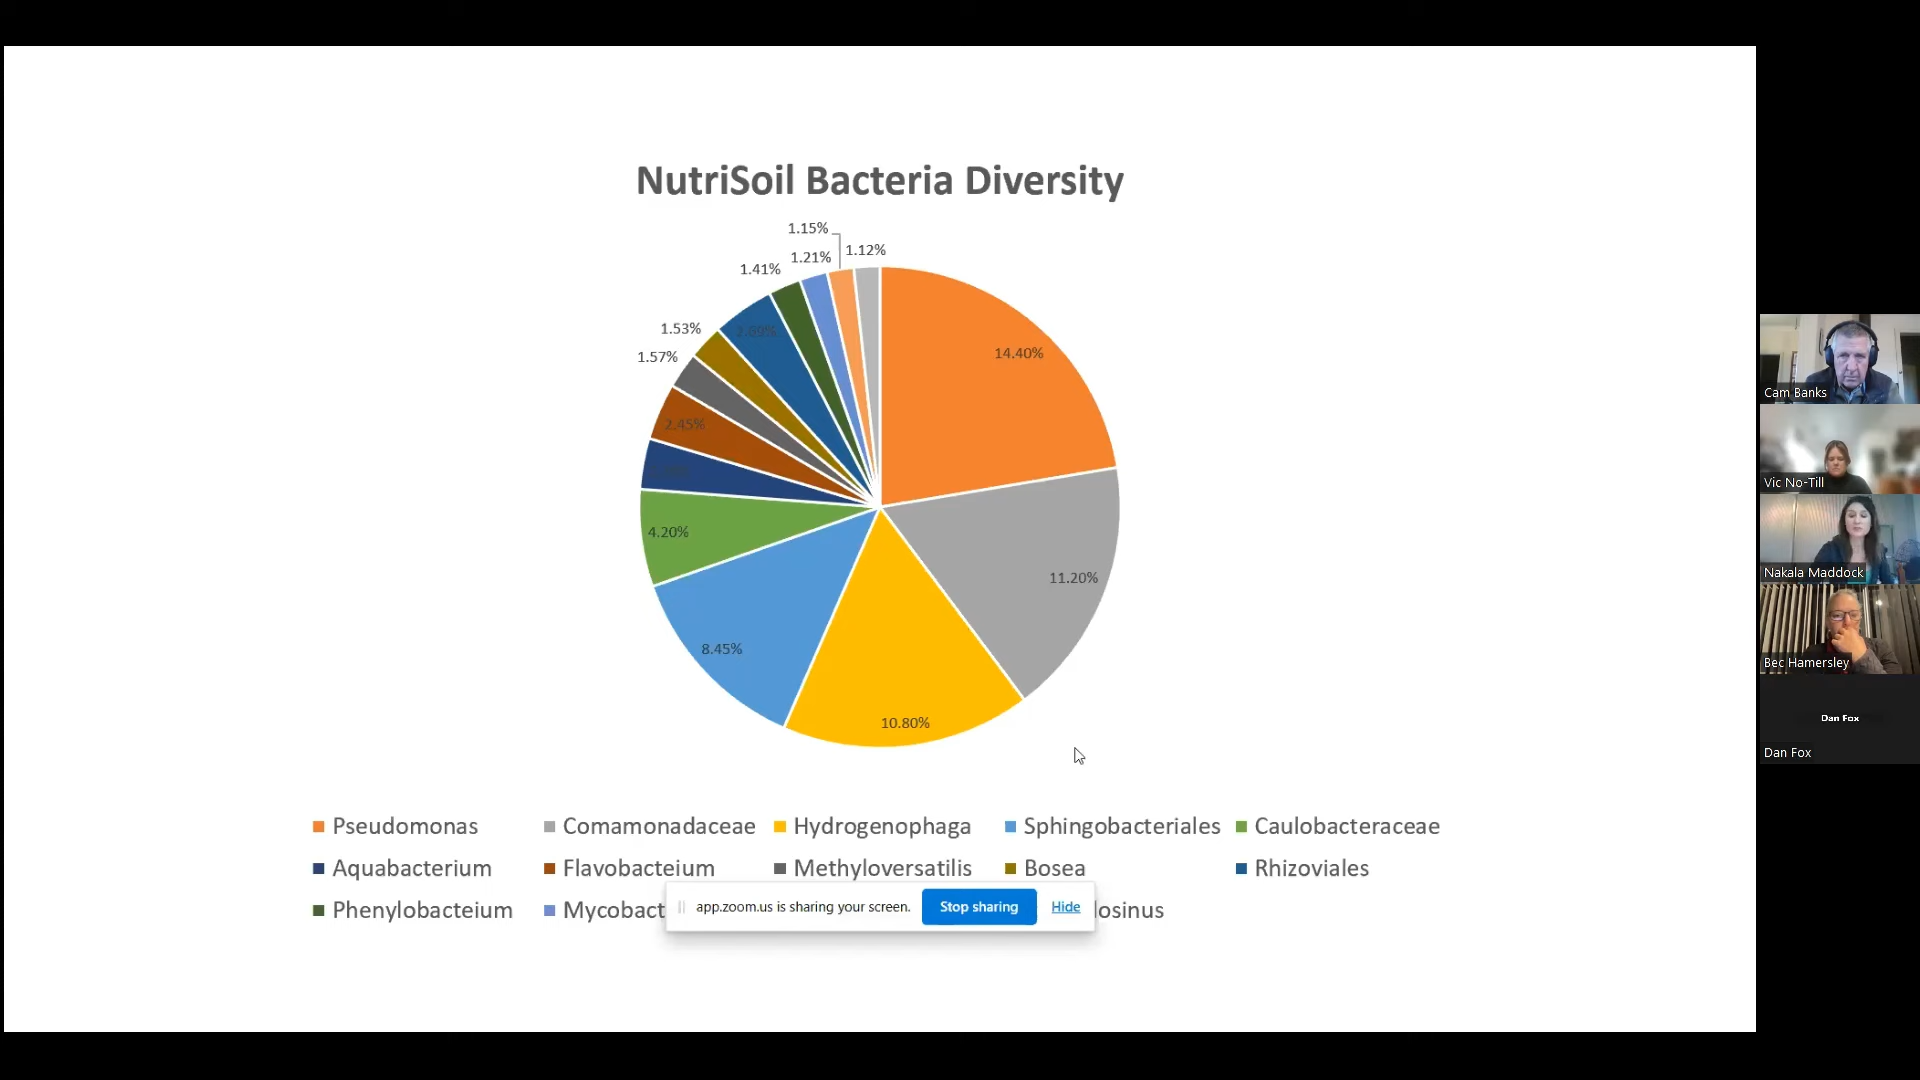 NutriSoil Bacteria Diversity
1.15%
1.12%
1.21%
1.41%
1.53%
1.57%
14.40%
2.45%
4.20%
11.20%
8.45%
10.80%
Pseudomonas Comamonadaceae Hydrogenophaga Sphingobacteriales Caulobacteraceae
Aquabacterium Flavobacteium Methyloversatilis Bosea Rhizoviales
Phenylobacteium Mycobact losinus
app.zoom.us is sharing your screen. Stop sharing Hide
Cam Banks
Vic No-Till
Nakala Maddock
Bec Hamersley
Dan Fox
Dan Fox